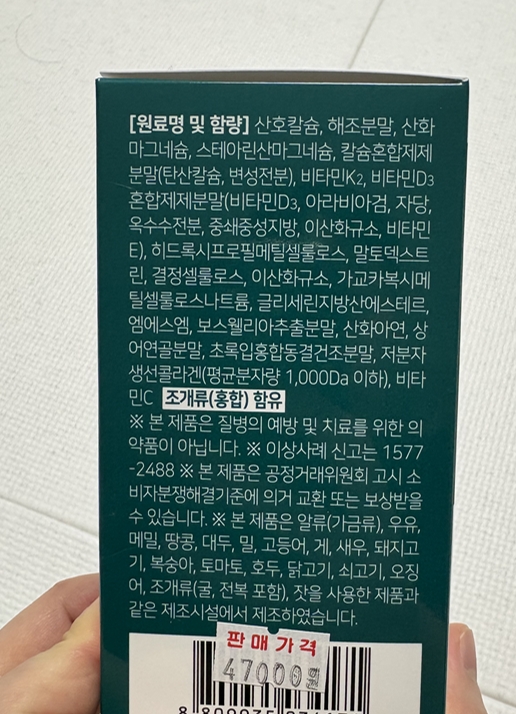 [원료명 및 함량] 산호칼슘, 해조분말, 산화
마그네슘, 스테아린산마그네슘, 칼슘혼합제제
분말(탄산칼슘, 변성전분), 비타민K2, 비타민D3
혼합제제분말(비타민D3, 아라비아검, 자당,
옥수수전분, 중쇄중성지방, 이산화규소, 비타민
E), 히드록시프로필메틸셀룰로스, 말토덱스트
린, 결정셀룰로스, 이산화규소, 가교카복시메
틸셀룰로스나트륨, 글리세린지방산에스테르,
엠에스엠, 보스웰리아추출분말, 산화아연, 상
어연골분말, 초록입홍합동결건조분말, 저분자
생선콜라겐(평균분자량 1,000Da 이하), 비타
민C 조개류(홍합) 함유
※ 본 제품은 질병의 예방 및 치료를 위한 의
약품이 아닙니다. ※ 이상사례 신고는 1577
-2488 ※ 본 제품은 공정거래위원회 고시 소
비자분쟁해결기준에 의거 교환 또는 보상받을
수 있습니다. ※ 본 제품은 알류(가금류), 우유,
메밀, 땅콩, 대두, 밀, 고등어, 게, 새우, 돼지고
기, 복숭아, 토마토, 호두, 닭고기, 쇠고기, 오징
어, 조개류(굴, 전복 포함), 잣을 사용한 제품과
같은 제조시설에서 제조하였습니다.
판매가격
47000원